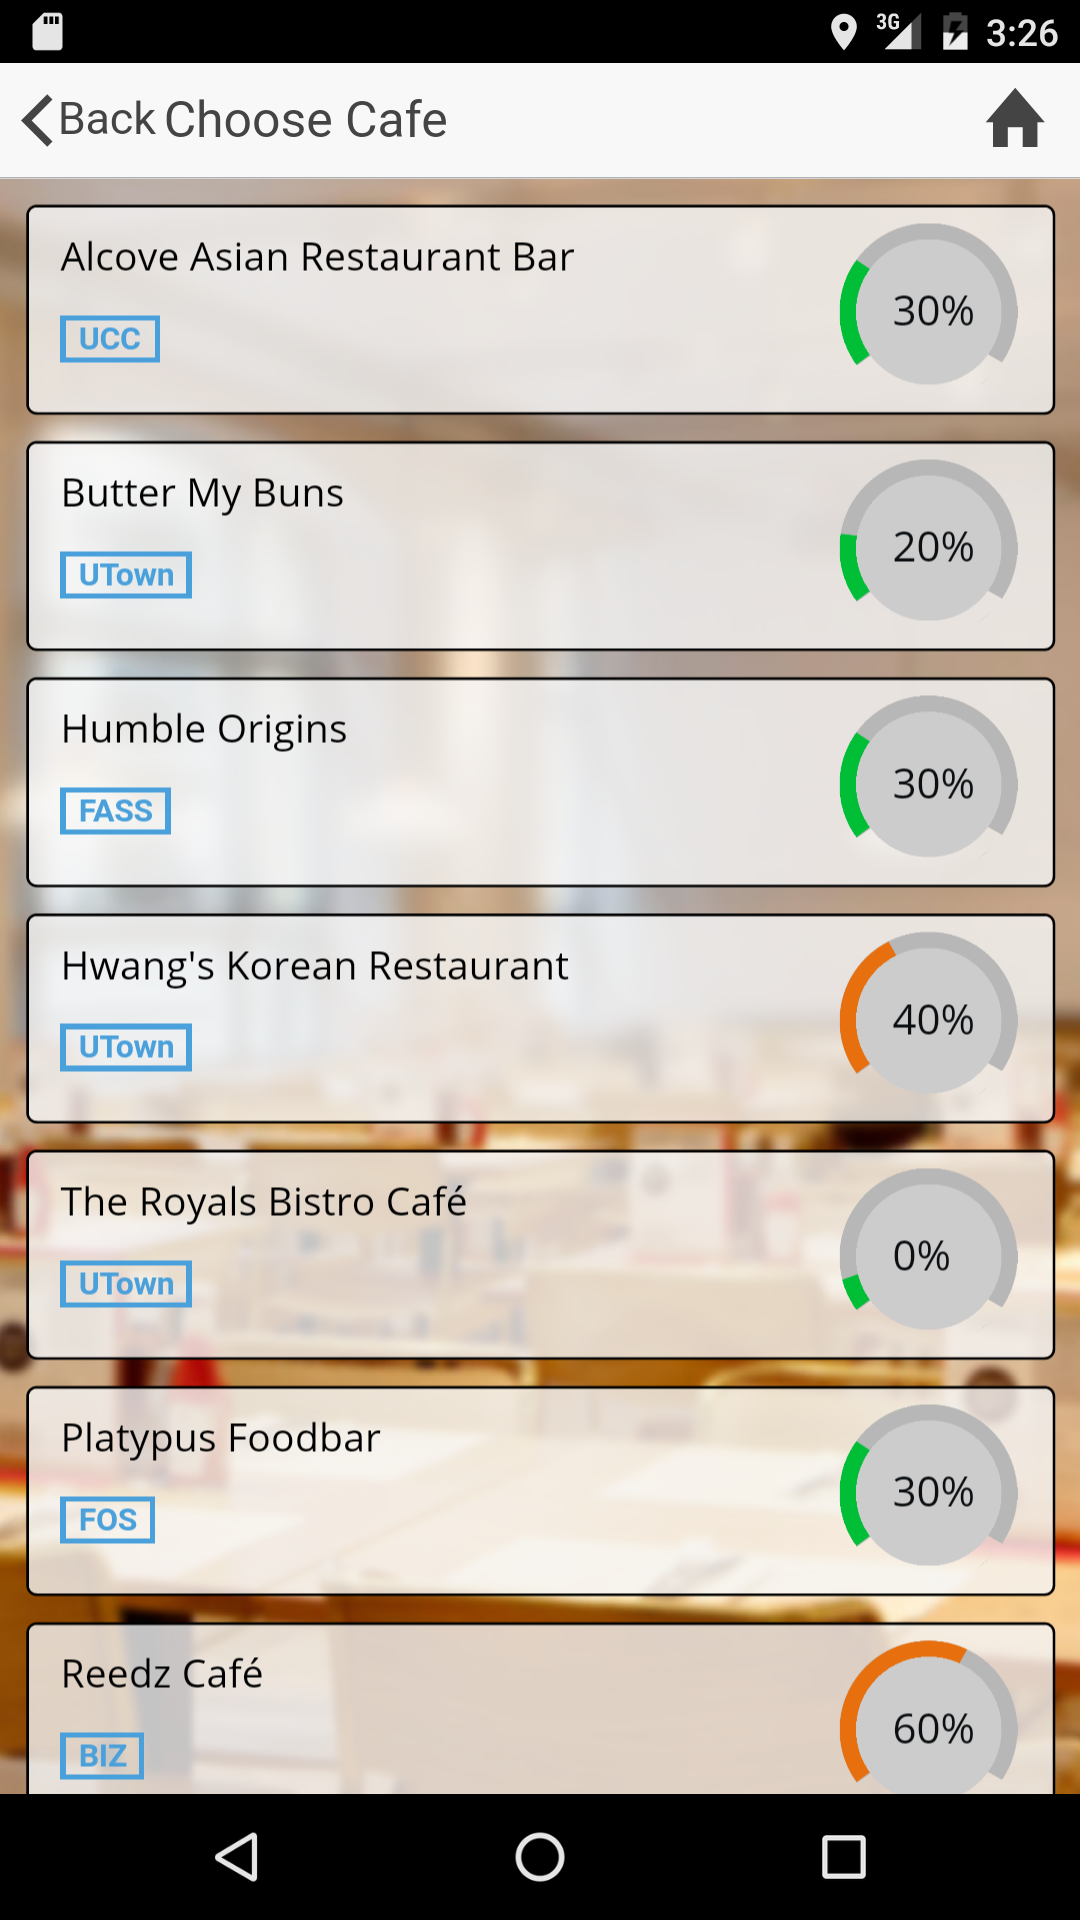 3G 3:26
Back Choose Cafe
Alcove Asian Restaurant Bar
30%
UCC
Butter My Buns
20%
UTown
Humble Origins
30%
FASS
Hwang's Korean Restaurant
40%
UTown
The Royals Bistro Café
0%
UTown
Platypus Foodbar
30%
FOS
Reedz Café
60%
BIZ